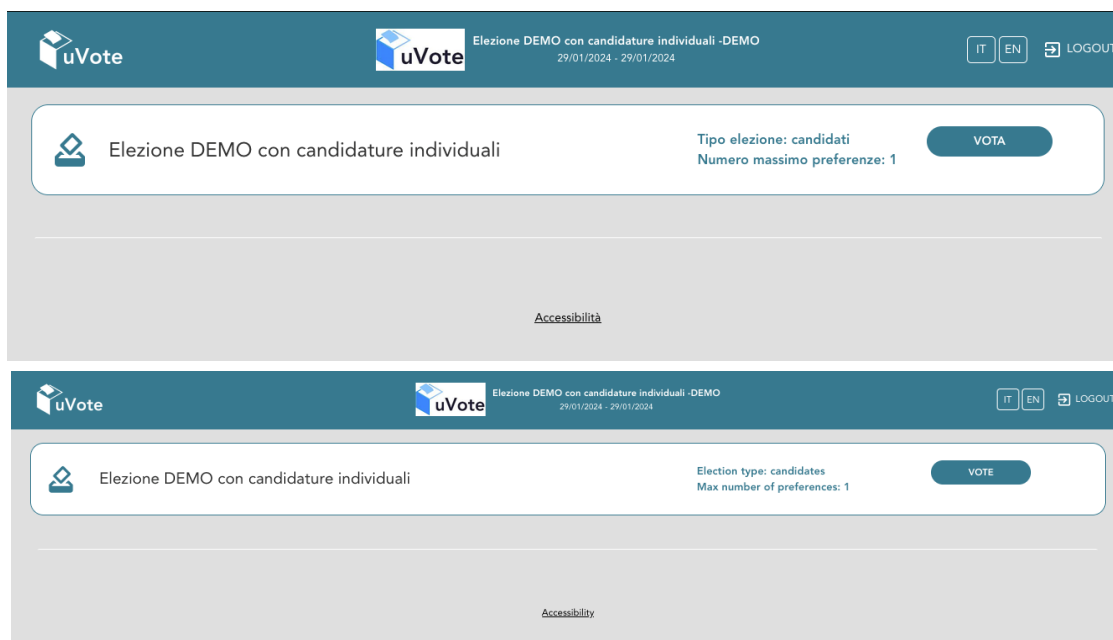 uVote
uVote
Elezione DEMO con candidature individuali -DEMO
29/01/2024 - 29/01/2024
IT EN LOGOUT
Elezione DEMO con candidature individuali
Tipo elezione: candidati
Numero massimo preferenze: 1
VOTA
Accessibilità
uVote
uVote
Elezione DEMO con candidature individuali -DEMO
29/01/2024 - 29/01/2024
IT EN LOGOUT
Elezione DEMO con candidature individuali
Election type: candidates
Max number of preferences: 1
VOTE
Accessibility